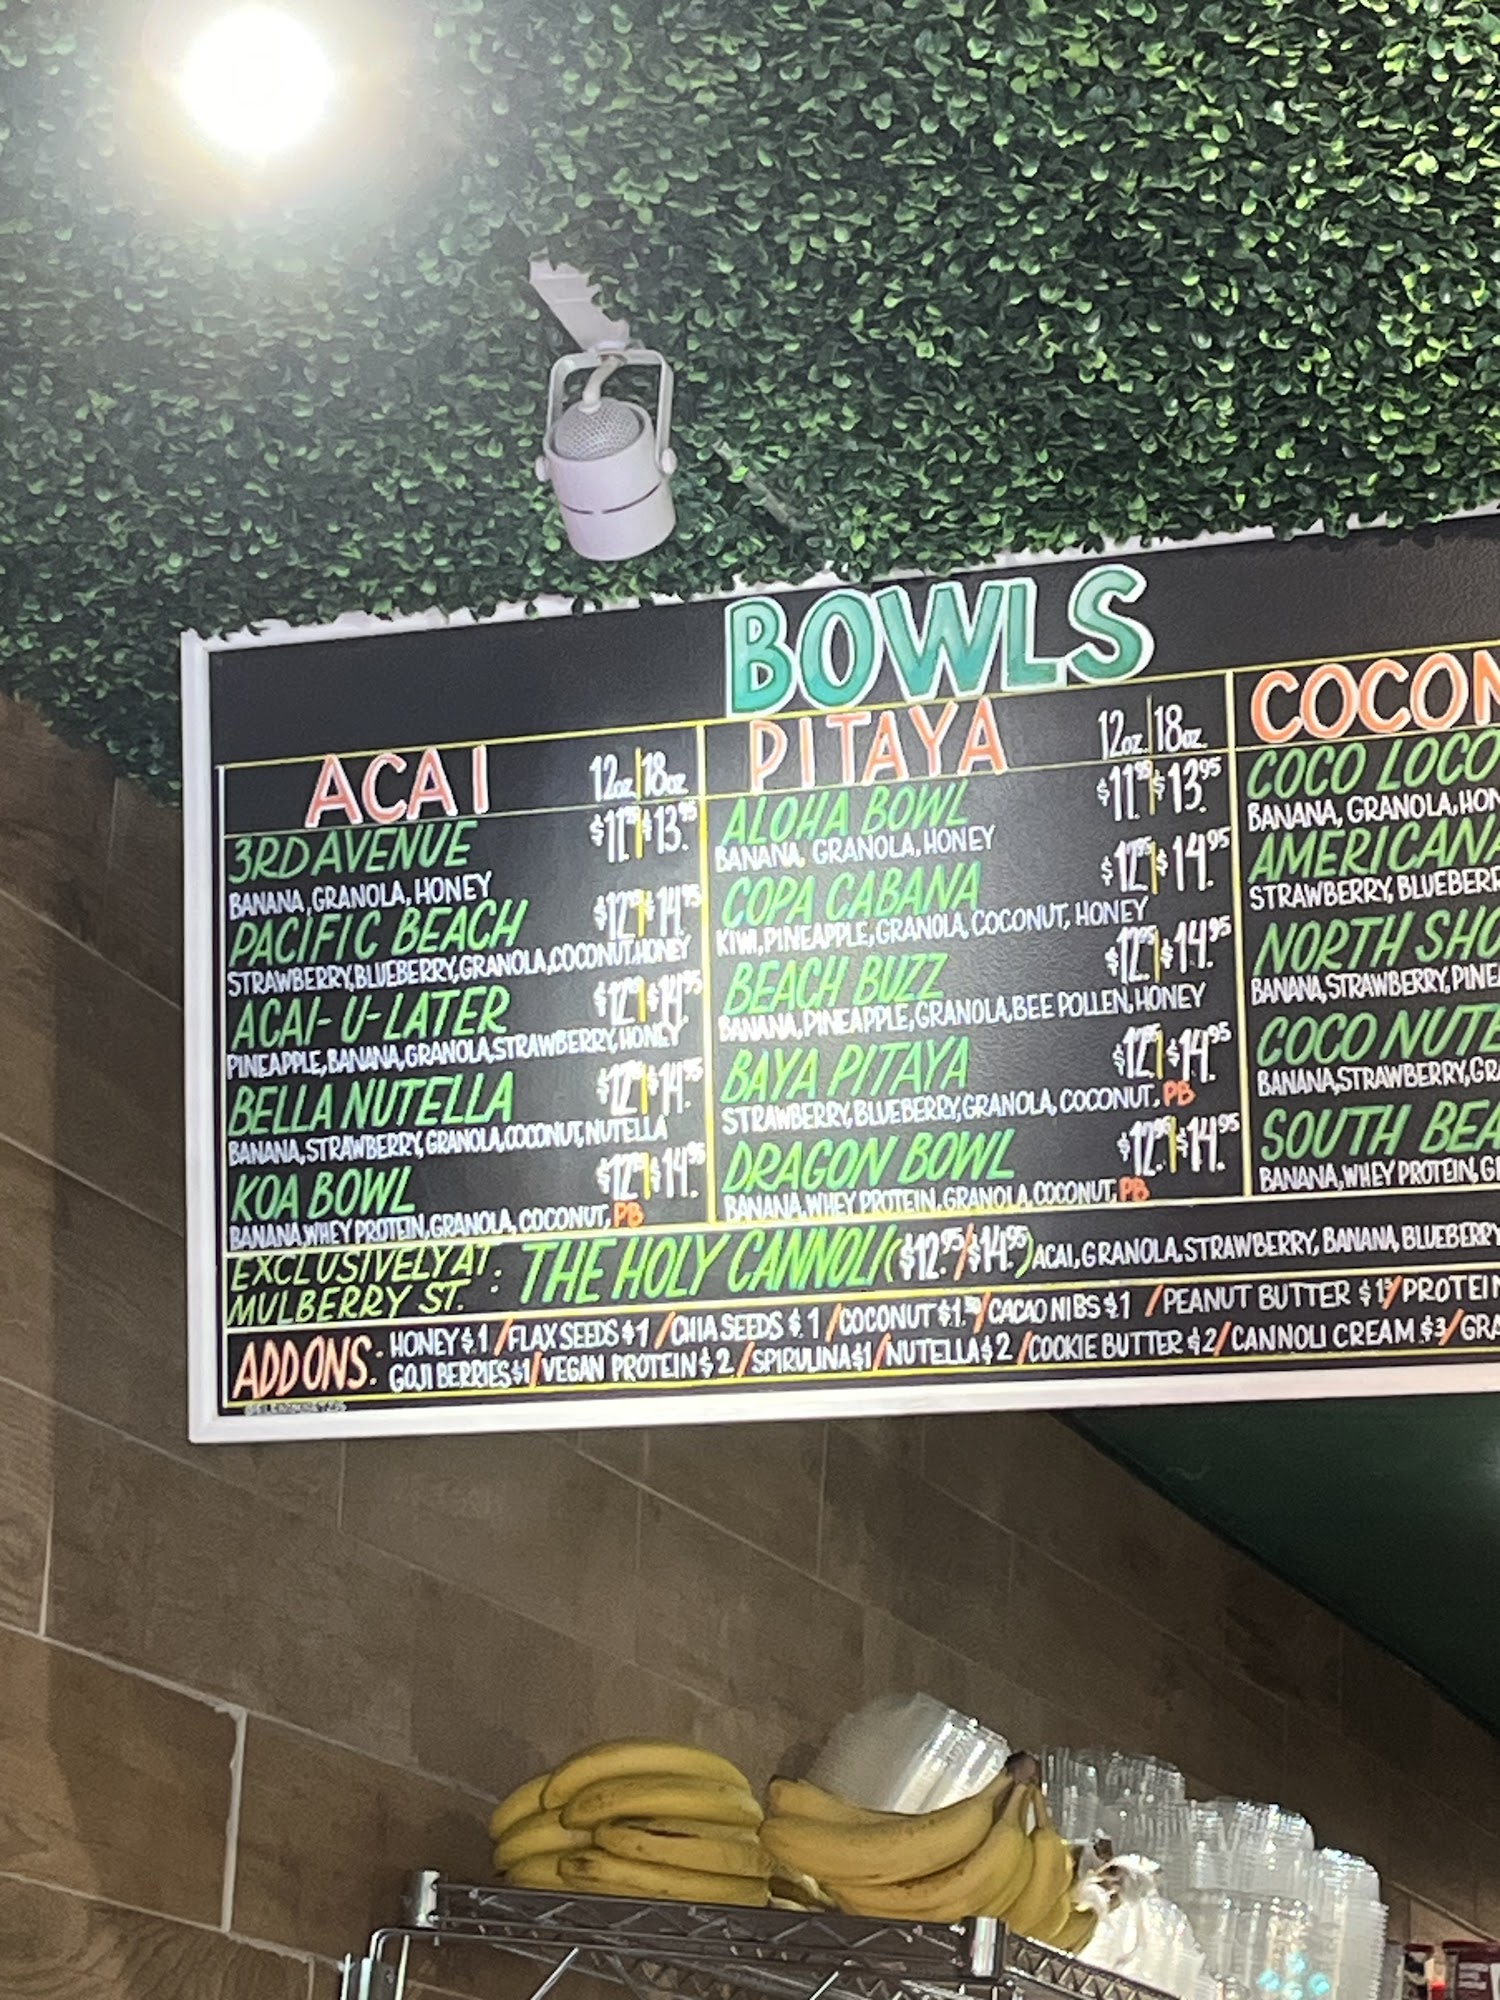 BOWLS
ACAI 12oz. 18oz.
3RD AVENUE $11.95 $13.95
BANANA, GRANOLA, HONEY
PACIFIC BEACH $12.95 $14.95
STRAWBERRY, BLUEBERRY, GRANOLA, COCONUT, HONEY
ACAI-U-LATER $12.95 $14.95
PINEAPPLE, BANANA, GRANOLA, STRAWBERRY, HONEY
BELLA NUTELLA $12.95 $14.95
BANANA, STRAWBERRY, GRANOLA, COCONUT, NUTELLA
KOA BOWL $12.95 $14.95
BANANA, WHEY PROTEIN, GRANOLA, COCONUT, PB
PITAYA 12oz. 18oz.
ALOHA BOWL $11.95 $13.95
BANANA, GRANOLA, HONEY
COPA CABANA $12.95 $14.95
KIWI, PINEAPPLE, GRANOLA, COCONUT, HONEY
BEACH BUZZ $12.95 $14.95
BANANA, PINEAPPLE, GRANOLA, BEE POLLEN, HONEY
BAYA PITAYA $12.95 $14.95
STRAWBERRY, BLUEBERRY, GRANOLA, COCONUT, PB
DRAGON BOWL $12.95 $14.95
BANANA, WHEY PROTEIN, GRANOLA, COCONUT, PB
COCON
COCO LOCO
BANANA, GRANOLA, HON
AMERICANA
STRAWBERRY, BLUEBERR
NORTH SHO
BANANA, STRAWBERRY, PINE
COCO NUTE
BANANA, STRAWBERRY, GR
SOUTH BEA
BANANA, WHEY PROTEIN, G
EXCLUSIVELY AT
MULBERRY ST. : THE HOLY CANNOLI ($12.95/$14.95) ACAI, GRANOLA, STRAWBERRY, BANANA, BLUEBERRY
ADD ONS: HONEY $1 / FLAX SEEDS $1 / CHIA SEEDS $1 / COCONUT $1.50 / CACAO NIBS $1 / PEANUT BUTTER $1 / PROTEIN
GOJI BERRIES $1 / VEGAN PROTEIN $2 / SPIRULINA $1 / NUTELLA $2 / COOKIE BUTTER $2 / CANNOLI CREAM $3 / GRA